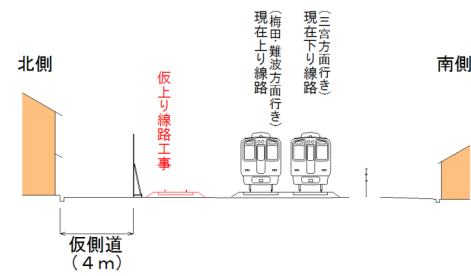 北側
仮上り線路工事
現在上り線路
(梅田・難波方面行き)
現在下り線路
(三宮方面行き)
南側
仮側道
(4m)